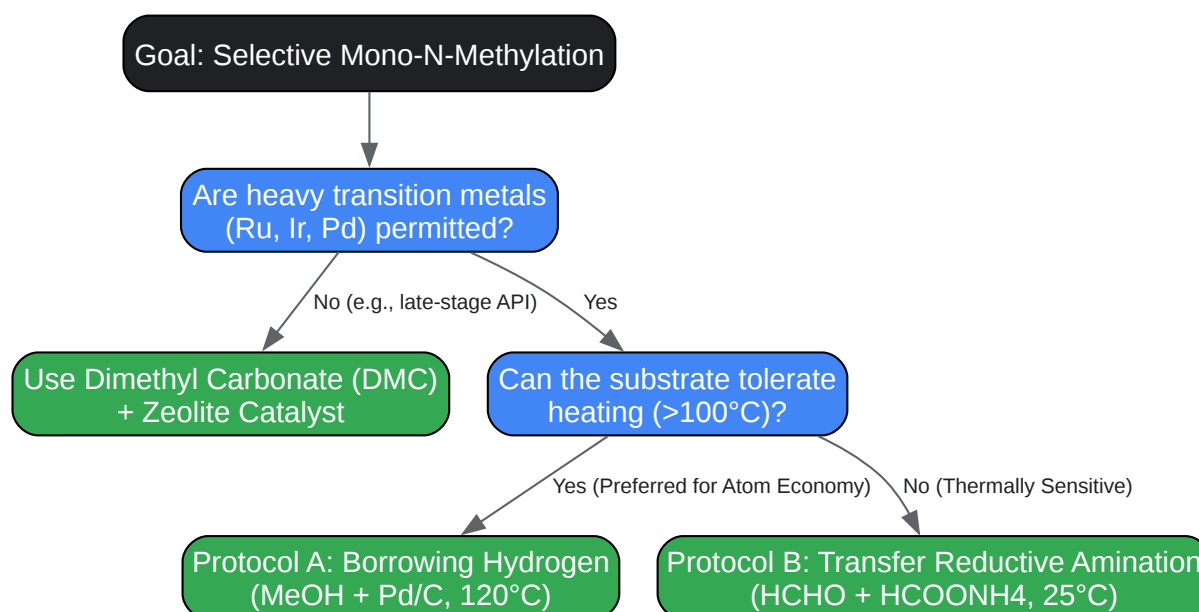 Goal: Selective Mono-N-Methylation
Are heavy transition metals
(Ru, Ir, Pd) permitted?
No (e.g., late-stage API)
Yes
Use Dimethyl Carbonate (DMC)
+ Zeolite Catalyst
Can the substrate tolerate
heating (>100°C)?
Yes (Preferred for Atom Economy)
No (Thermally Sensitive)
Protocol A: Borrowing Hydrogen
(MeOH + Pd/C, 120°C)
Protocol B: Transfer Reductive Amination
(HCHO + HCOONH4, 25°C)